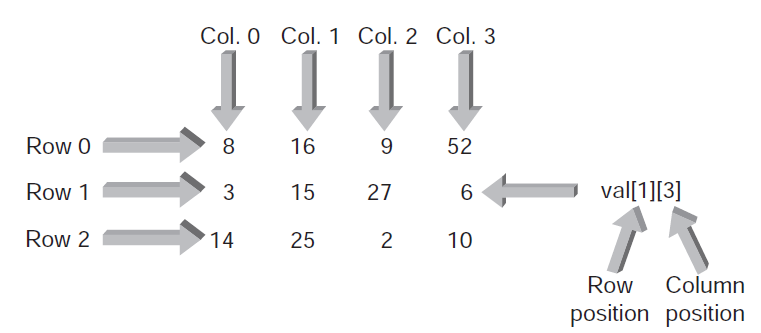 Col. 0 Col. 1 Col. 2 Col. 3
Row 0 8 16 9 52
Row 1 3 15 27 6 val[1][3]
Row 2 14 25 2 10
Row position
Column position